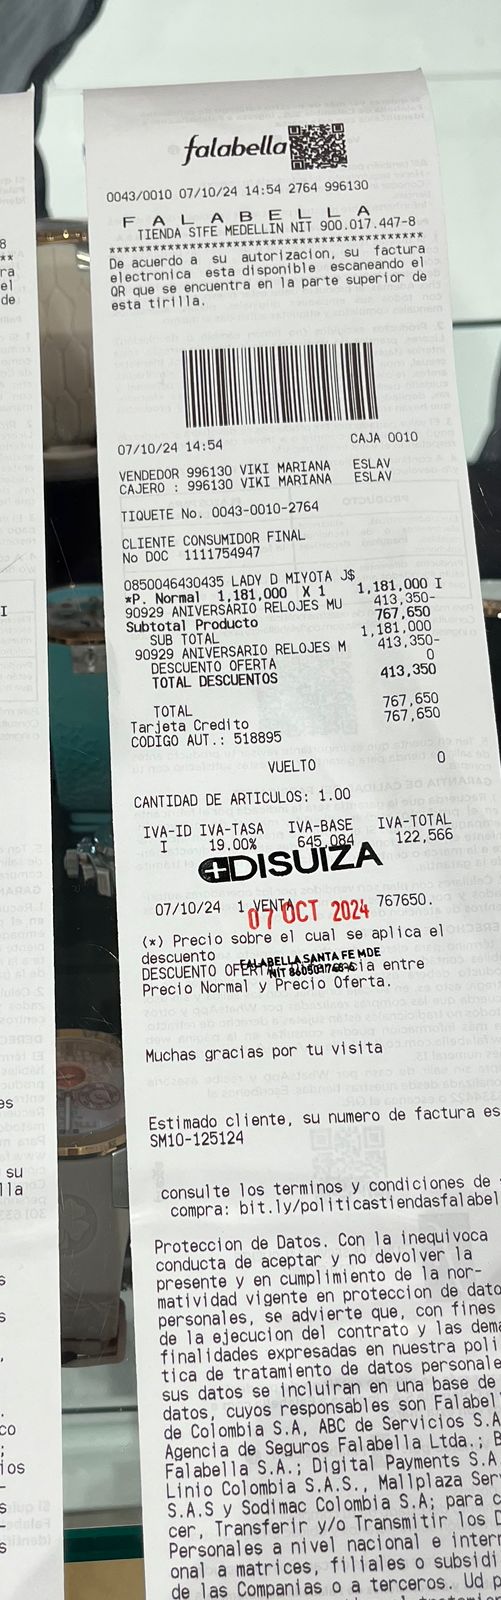 falabella
0043/0010 07/10/24 14:54 2764 996130
F A L A B E L L A
TIENDA STFE MEDELLIN NIT 900.017.447-8
De acuerdo a su autorizacion, su factura
electronica esta disponible escaneando el
QR que se encuentra en la parte superior de
esta tirilla.
07/10/24 14:54 CAJA 0010
VENDEDOR 996130 VIKI MARIANA ESLAV
CAJERO : 996130 VIKI MARIANA ESLAV
TIQUETE No. 0043-0010-2764
CLIENTE CONSUMIDOR FINAL
No DOC 1111754947
0850046430435 LADY D MIYOTA J$
*P. Normal 1,181,000 X 1 1,181,000 I
90929 ANIVERSARIO RELOJES MU 413,350-
Subtotal Producto 767,650
SUB TOTAL 1,181,000
90929 ANIVERSARIO RELOJES M 413,350-
DESCUENTO OFERTA 0
TOTAL DESCUENTOS 413,350
TOTAL 767,650
Tarjeta Credito 767,650
CODIGO AUT.: 518895
VUELTO 0
CANTIDAD DE ARTICULOS: 1.00
IVA-ID IVA-TASA IVA-BASE IVA-TOTAL
I 19.00% 645,084 122,566
DISUIZA
07/10/24 1 VENTA 767650.
07 OCT 2024
(*) Precio sobre el cual se aplica el
descuento
FALABELLA SANTA FE MDE
DESCUENTO OFERTA entre
Precio Normal y Precio Oferta.
Muchas gracias por tu visita
Estimado cliente, su numero de factura es
SM10-125124
consulte los terminos y condiciones de
compra: bit.ly/politicastiendasfalabel
Proteccion de Datos. Con la inequivoca
conducta de aceptar y no devolver la
presente y en cumplimiento de la nor-
matividad vigente en proteccion de dato
personales, se advierte que, con fines
de la ejecucion del contrato y las dema
finalidades expresadas en nuestra poli
tica de tratamiento de datos personale
sus datos se incluiran en una base de
datos, cuyos responsables son Falabel
de Colombia S.A, ABC de Servicios S.A
Agencia de Seguros Falabella Ltda.; B
Falabella S.A.; Digital Payments S.A
Linio Colombia S.A.S., Mallplaza Ser
S.A.S y Sodimac Colombia S.A; para c
cer, Transferir y/o Transmitir los D
Personales a nivel nacional e intern
onal a matrices, filiales o subsidi
de las Companias o a terceros. Ud p